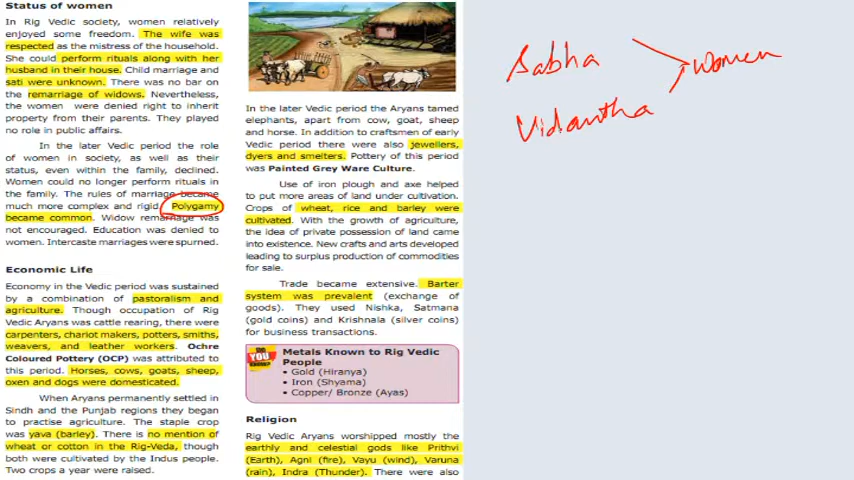 Status of women
In Rig Vedic society, women relatively
enjoyed some freedom. The wife was
respected as the mistress of the household.
She could perform rituals along with her
husband in their house. Child marriage and
sati were unknown. There was no bar on
the remarriage of widows. Nevertheless,
the women were denied right to inherit
property from their parents. They played
no role in public affairs.
In the later Vedic period the role
of women in society, as well as their
status, even within the family, declined.
Women could no longer perform rituals in
the family. The rules of marriage became
much more complex and rigid. Polygamy
became common. Widow remarriage was
not encouraged. Education was denied to
women. Intercaste marriages were spurned.
Economic Life
Economy in the Vedic period was sustained
by a combination of pastoralism and
agriculture. Though occupation of Rig
Vedic Aryans was cattle rearing, there were
carpenters, chariot makers, potters, smiths,
weavers, and leather workers. Ochre
Coloured Pottery (OCP) was attributed to
this period. Horses, cows, goats, sheep,
oxen and dogs were domesticated.
When Aryans permanently settled in
Sindh and the Punjab regions they began
to practise agriculture. The staple crop
was yava (barley). There is no mention of
wheat or cotton in the Rig-Veda, though
both were cultivated by the Indus people.
Two crops a year were raised.
In the later Vedic period the Aryans tamed
elephants, apart from cow, goat, sheep
and horse. In addition to craftsmen of early
Vedic period there were also jewellers,
dyers and smelters. Pottery of this period
was Painted Grey Ware Culture.
Use of iron plough and axe helped
to put more areas of land under cultivation.
Crops of wheat, rice and barley were
cultivated. With the growth of agriculture,
the idea of private possession of land came
into existence. New crafts and arts developed
leading to surplus production of commodities
for sale.
Trade became extensive. Barter
system was prevalent (exchange of
goods). They used Nishka, Satmana
(gold coins) and Krishnala (silver coins)
for business transactions.
Do
YOU
Know?
Metals Known to Rig Vedic
People
• Gold (Hiranya)
• Iron (Shyama)
• Copper/ Bronze (Ayas)
Religion
Rig Vedic Aryans worshipped mostly the
earthly and celestial gods like Prithvi
(Earth), Agni (fire), Vayu (wind), Varuna
(rain), Indra (Thunder). There were also
Sabha
women
Vidantha